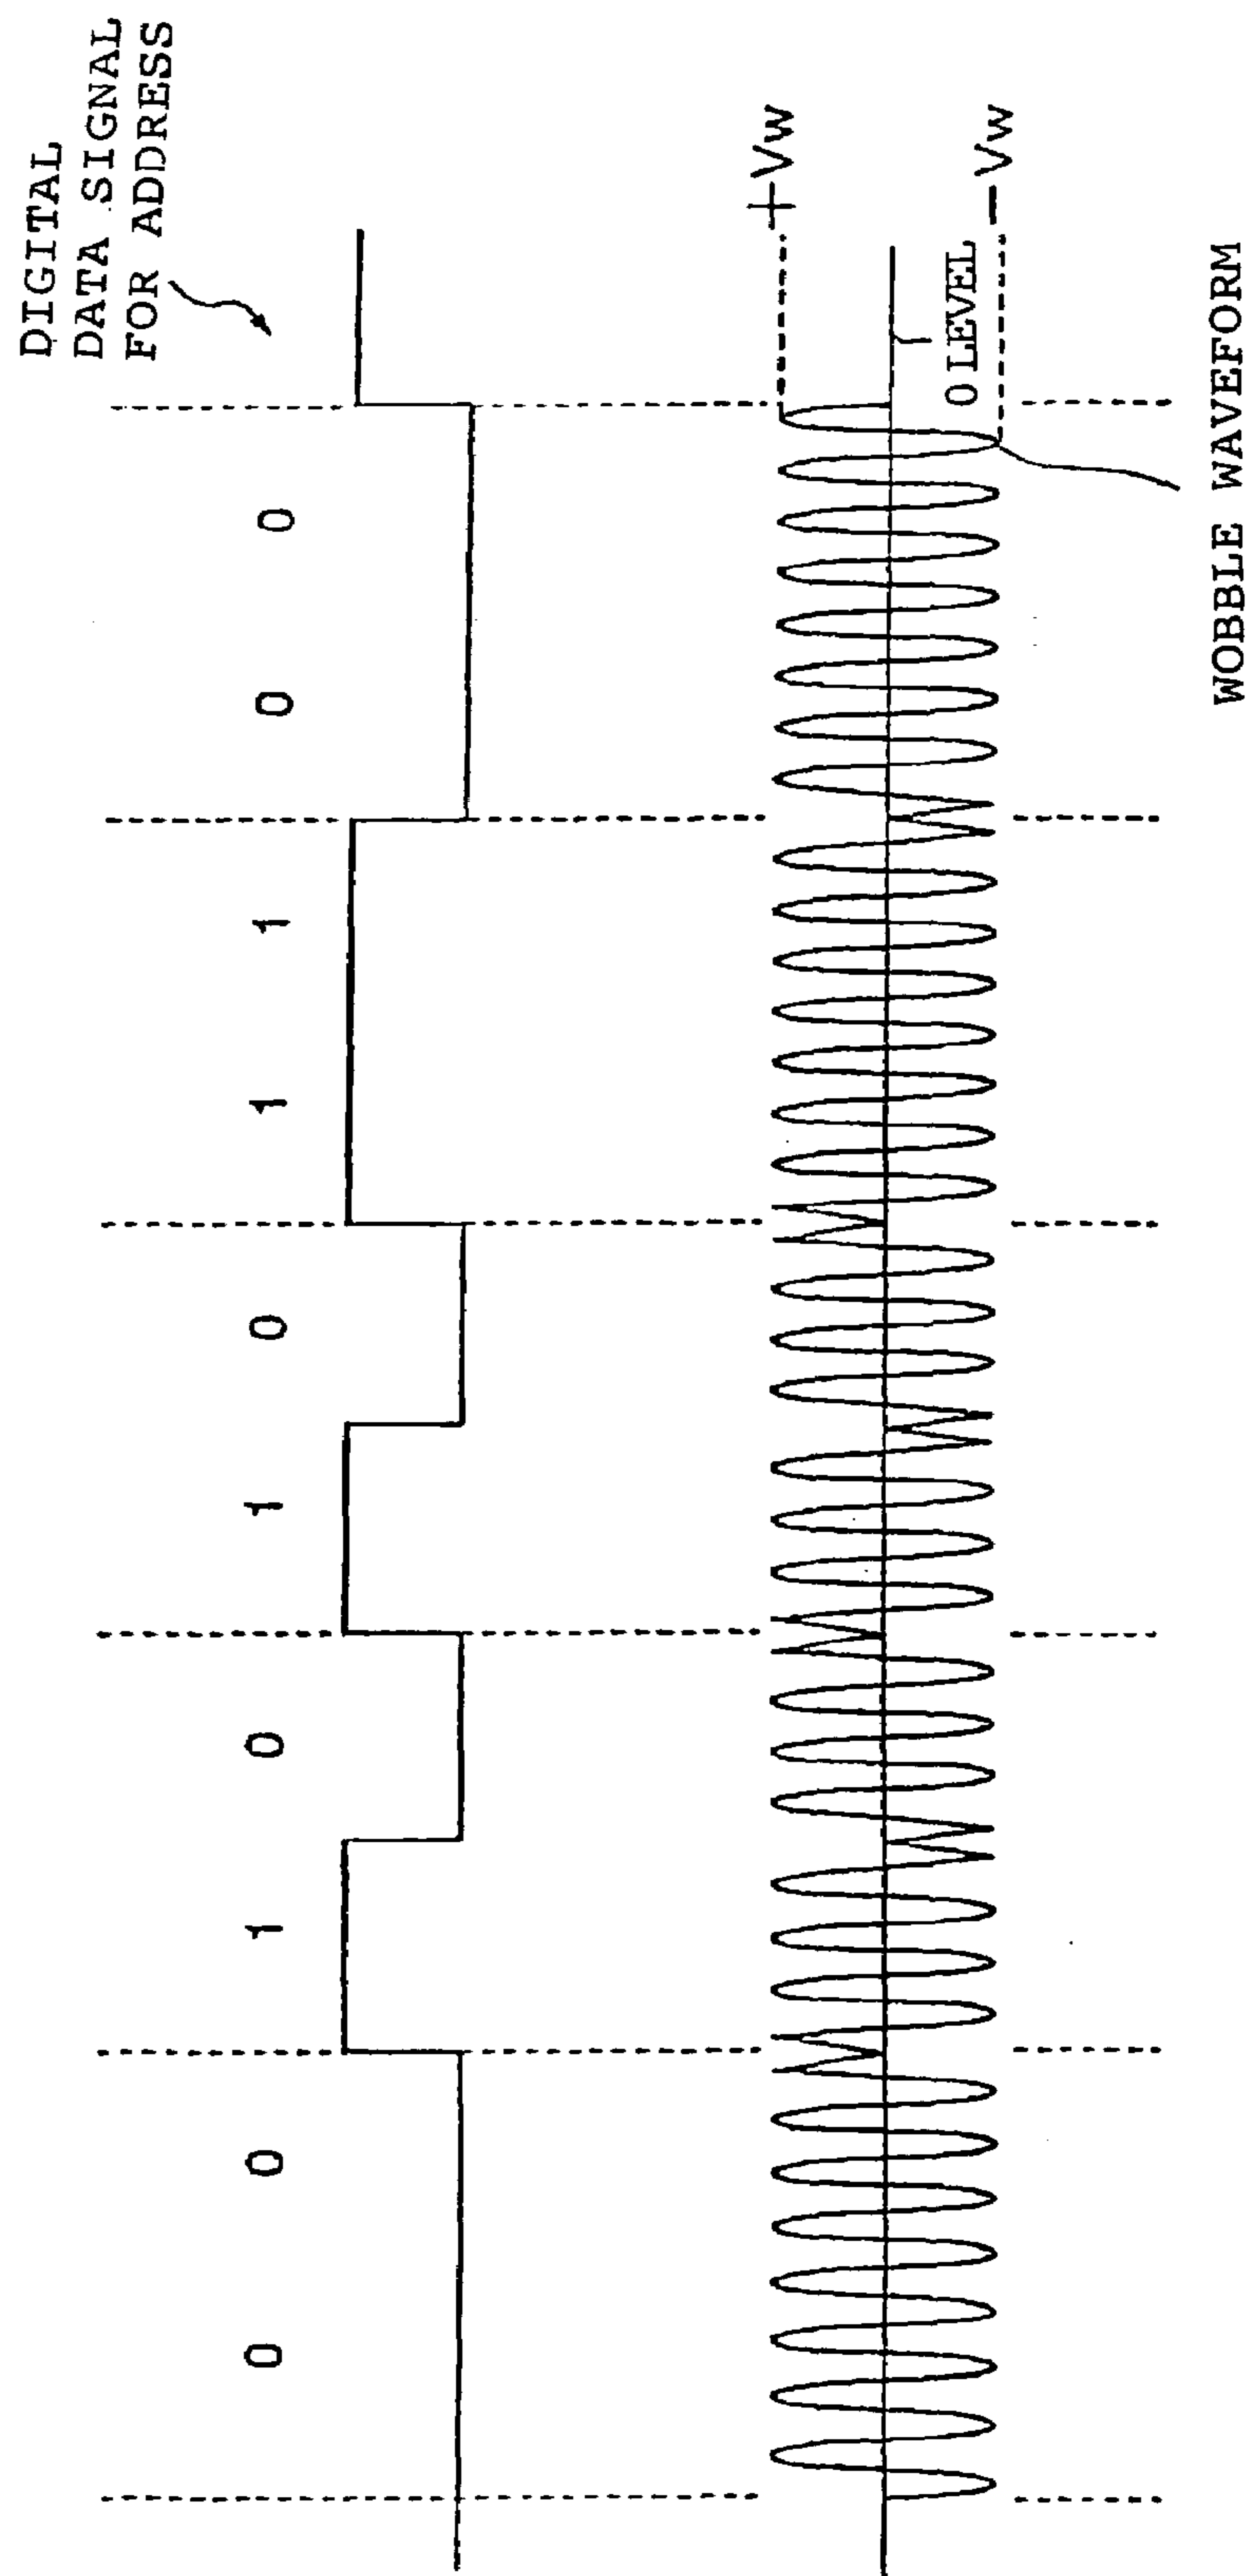 DIGITAL
DATA SIGNAL
FOR ADDRESS
0 0 1 0 1 0 1 1 0 0
+Vw
0 LEVEL
−Vw
WOBBLE WAVEFORM